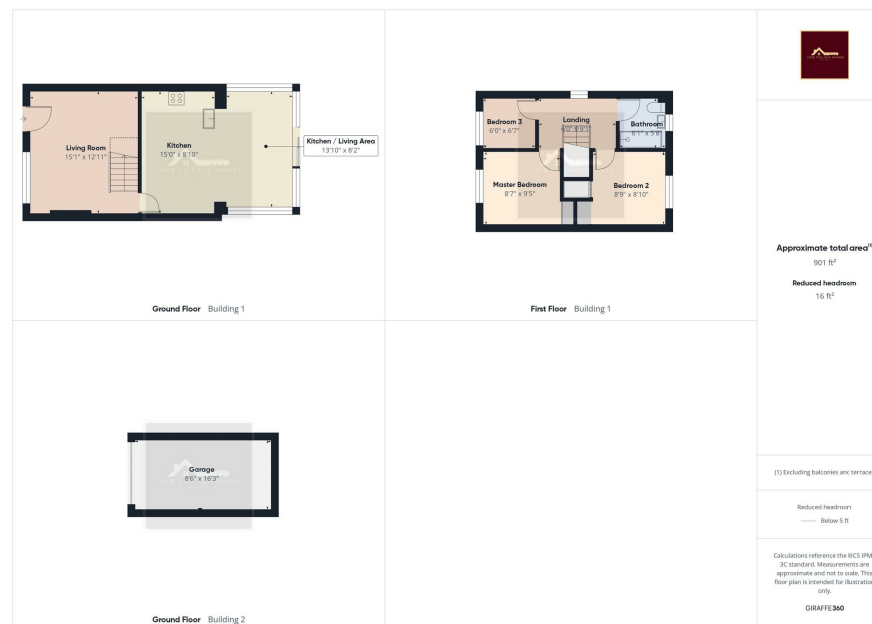 Living Room
15'1" x 12'11"
Kitchen
15'0" x 8'10"
Kitchen / Living Area
13'10" x 8'2"
Ground Floor Building 1
Bedroom 3
6'0" x 6'7"
Landing
Bathroom
6'1" x 5'6"
Master Bedroom
8'7" x 9'5"
Bedroom 2
8'9" x 8'10"
First Floor Building 1
Garage
8'6" x 16'3"
Ground Floor Building 2
Approximate total area(1)
901 ft²
Reduced headroom
16 ft²
(1) Excluding balconies and terrace
Reduced headroom
Below 5 ft
Calculations reference the RICS IPM
3C standard. Measurements are
approximate and not to scale. This
floor plan is intended for illustration
only.
GIRAFFE360